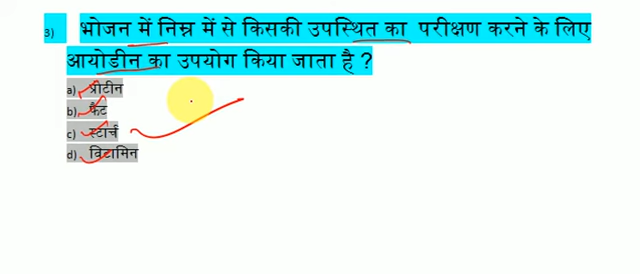 3) भोजन में निम्न में से किसकी उपस्थित का परीक्षण करने के लिए
आयोडीन का उपयोग किया जाता है ?
a) प्रोटीन
b) फैट
c) स्टार्च
d) विटामिन